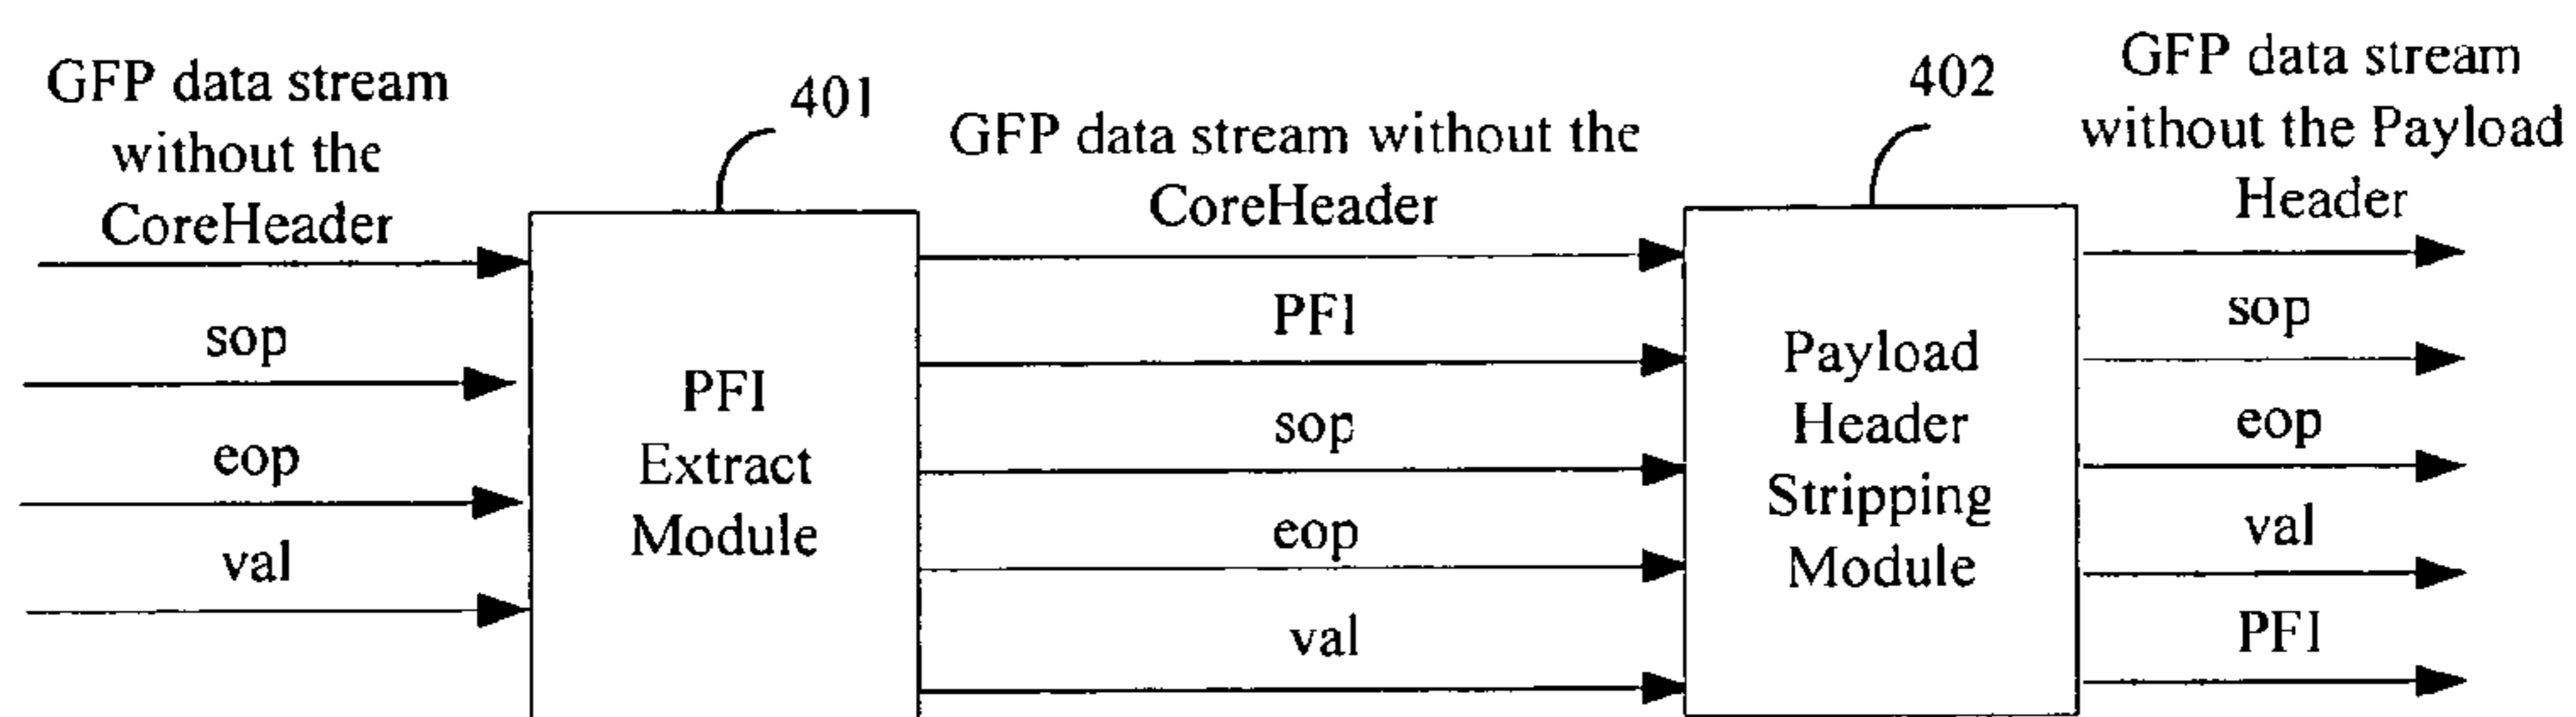 GFP data stream
without the
CoreHeader
sop
eop
val
401
PFI
Extract
Module
GFP data stream without the
CoreHeader
PFI
sop
eop
val
402
Payload
Header
Stripping
Module
GFP data stream
without the Payload
Header
sop
eop
val
PFI